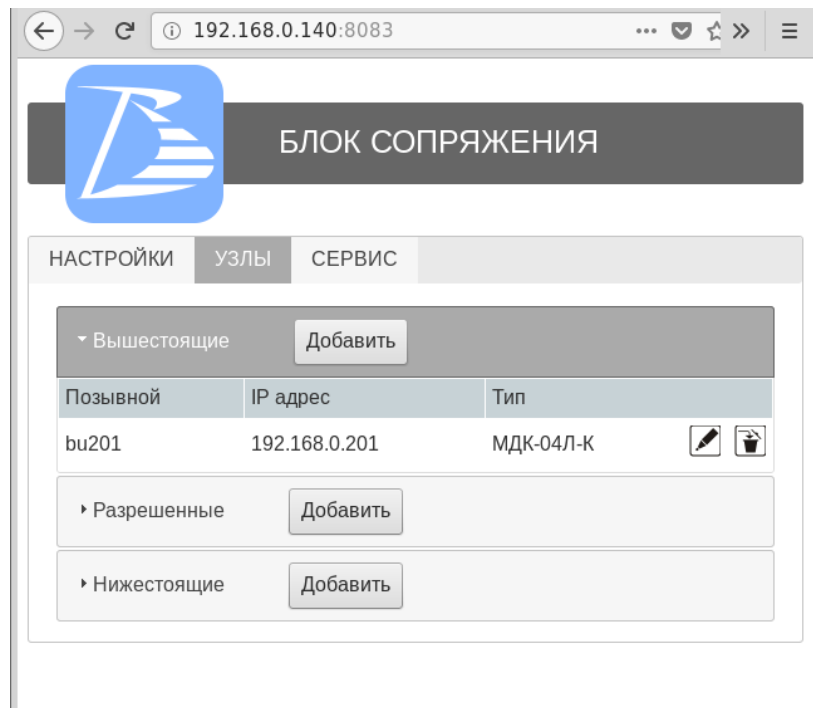 192.168.0.140:8083
БЛОК СОПРЯЖЕНИЯ
НАСТРОЙКИ УЗЛЫ СЕРВИС
Вышестоящие Добавить
Позывной IP адрес Тип
bu201 192.168.0.201 МДК-04Л-К
Разрешенные Добавить
Нижестоящие Добавить